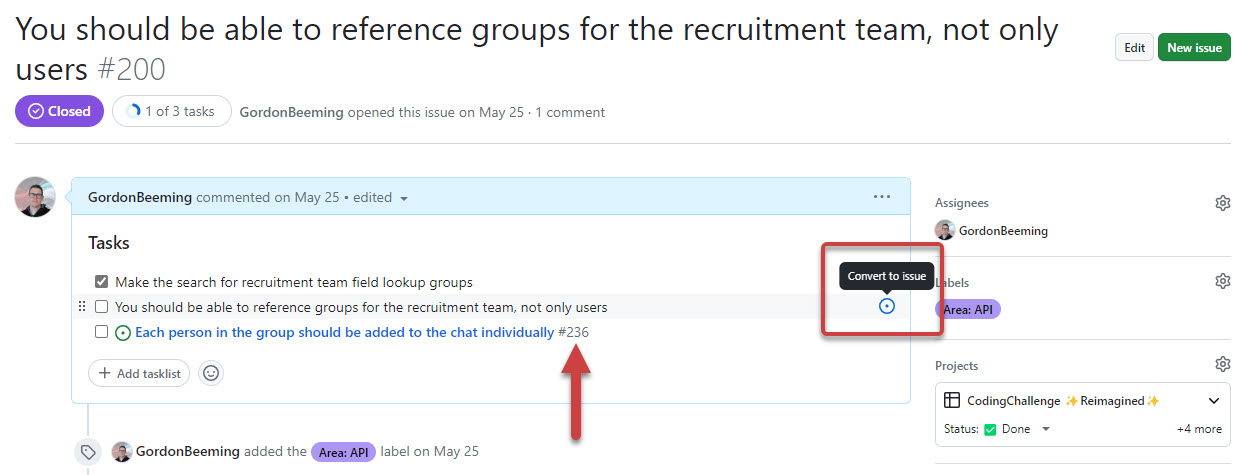 You should be able to reference groups for the recruitment team, not only
users #200
Edit
New issue
Closed
1 of 3 tasks
GordonBeeming opened this issue on May 25 · 1 comment
GordonBeeming commented on May 25 • edited
Tasks
Make the search for recruitment team field lookup groups
You should be able to reference groups for the recruitment team, not only users
Convert to issue
Each person in the group should be added to the chat individually #236
Add tasklist
GordonBeeming added the Area: API label on May 25
Assignees
GordonBeeming
Labels
Area: API
Projects
CodingChallenge ✨Reimagined✨
Status: ✅ Done
+4 more